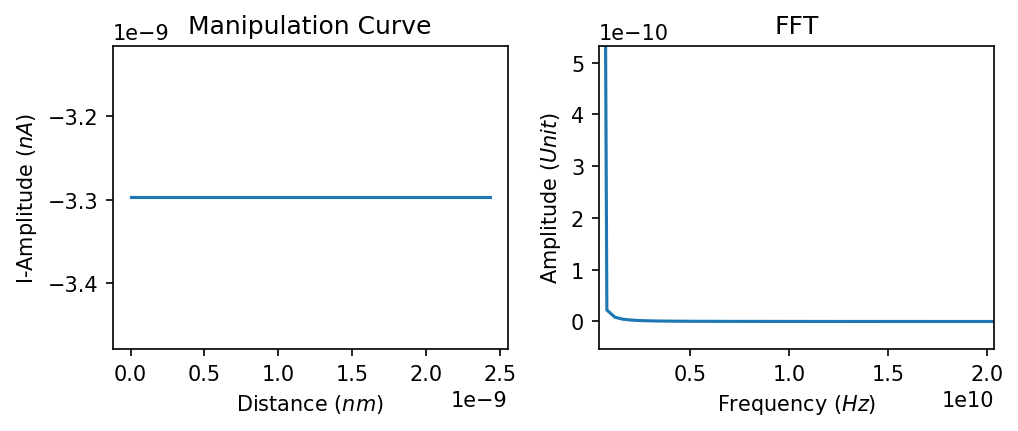 Manipulation Curve
1e−9
I-Amplitude (nA)
−3.2
−3.3
−3.4
0.0 0.5 1.0 1.5 2.0 2.5
Distance (nm)
1e−9
FFT
1e−10
Amplitude (Unit)
5
4
3
2
1
0
0.5 1.0 1.5 2.0
Frequency (Hz)
1e10